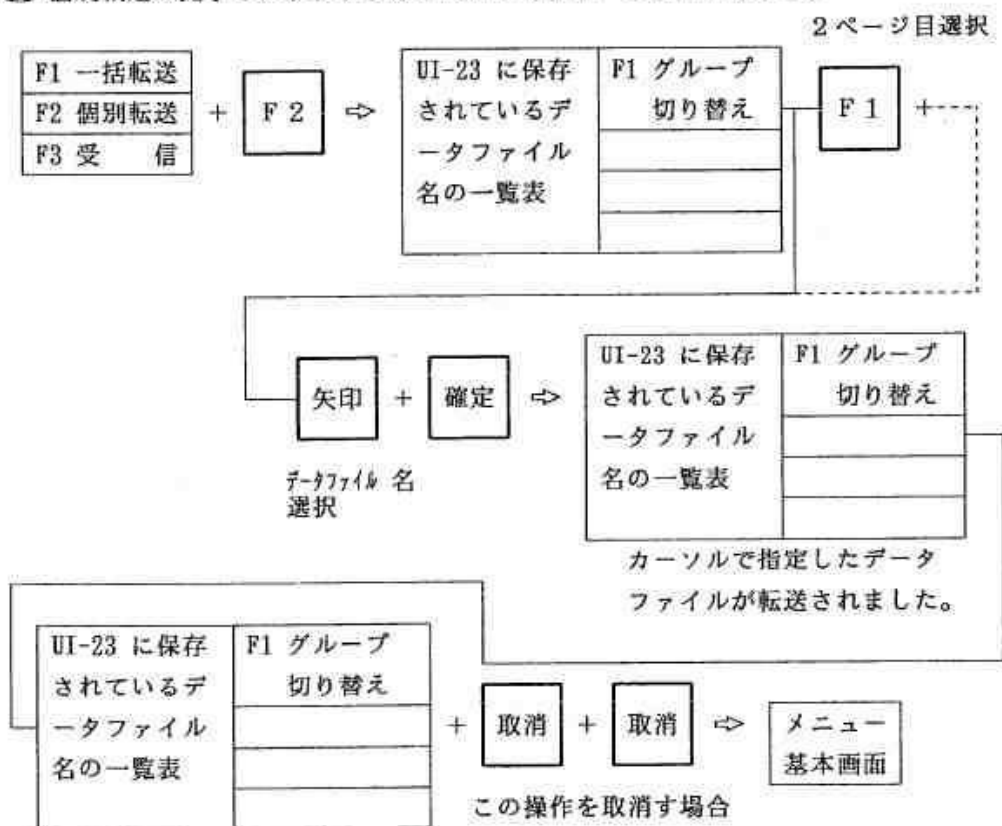 2ページ目選択
F1 一括転送
F2 個別転送
F3 受 信
+
F 2
⇨
UI-23 に保存
されているデ
ータファイル
名の一覧表
F1 グループ
切り替え
F 1
+
矢印
+
確定
⇨
データファイル 名
選択
UI-23 に保存
されているデ
ータファイル
名の一覧表
F1 グループ
切り替え
カーソルで指定したデータ
ファイルが転送されました。
UI-23 に保存
されているデ
ータファイル
名の一覧表
F1 グループ
切り替え
+
取消
+
取消
⇨
メニュー
基本画面
この操作を取消す場合